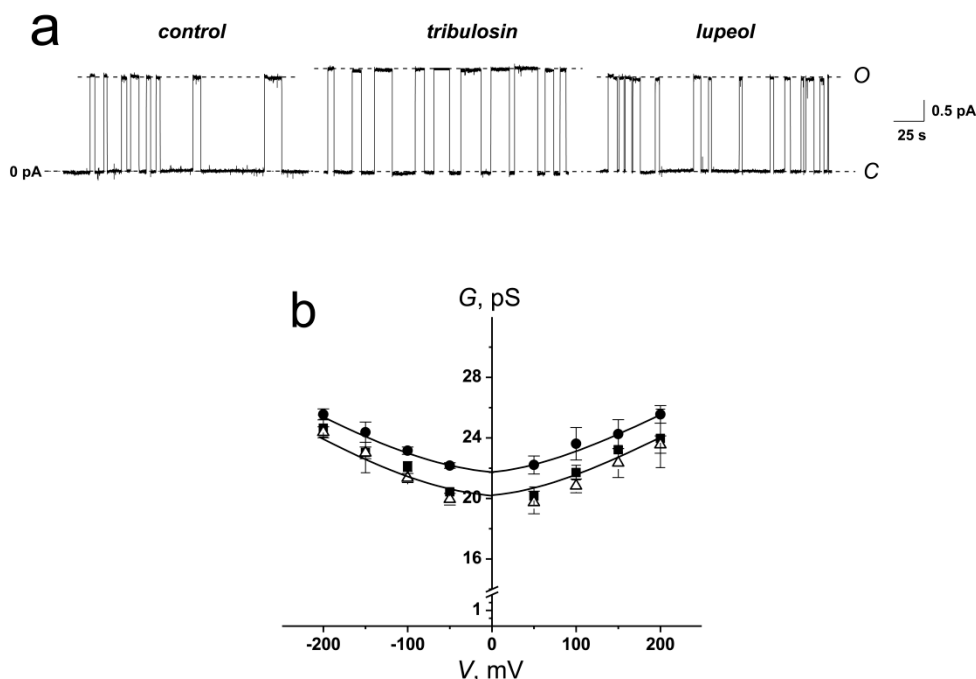 a
control tribulosin lupeol
O
0.5 pA
25 s
0 pA
C
b
G, pS
28
24
20
16
1
-200 -100 0 100 200
V, mV